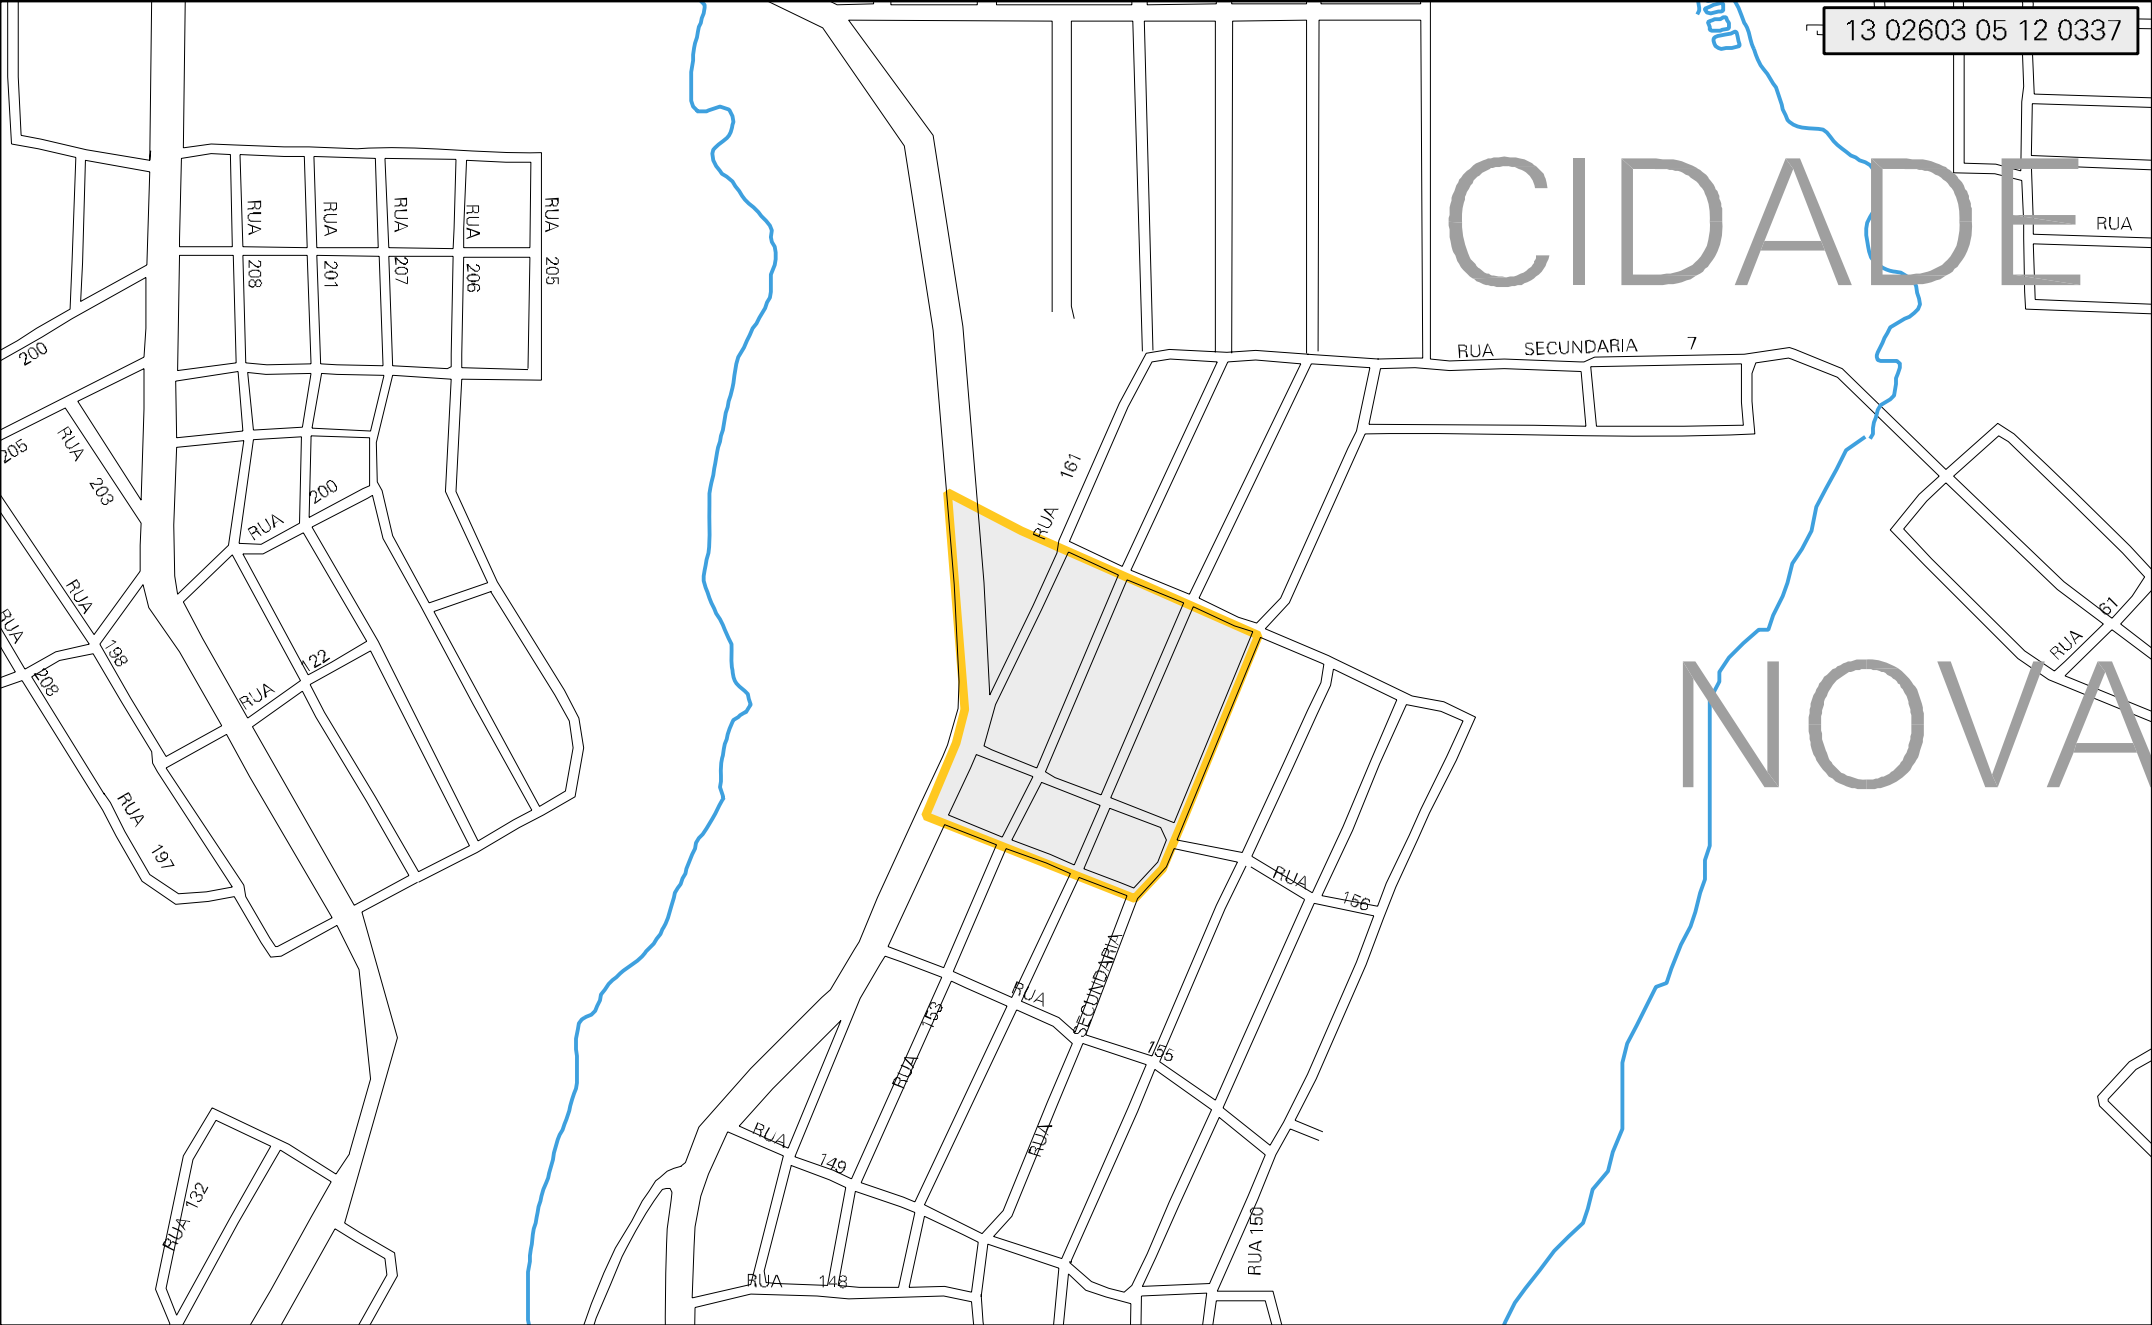 13 02603 05 12 0337
CIDADE
NOVA
RUA 208
RUA 201
RUA 207
RUA 206
RUA 205
RUA
200
RUA SECUNDARIA 7
205
RUA 203
RUA 161
RUA 200
RUA
RUA 198
RUA 208
RUA 122
RUA 61
RUA 197
RUA 156
RUA SECUNDARIA
RUA 153
RUA 155
RUA 149
RUA 132
RUA 150
RUA 148